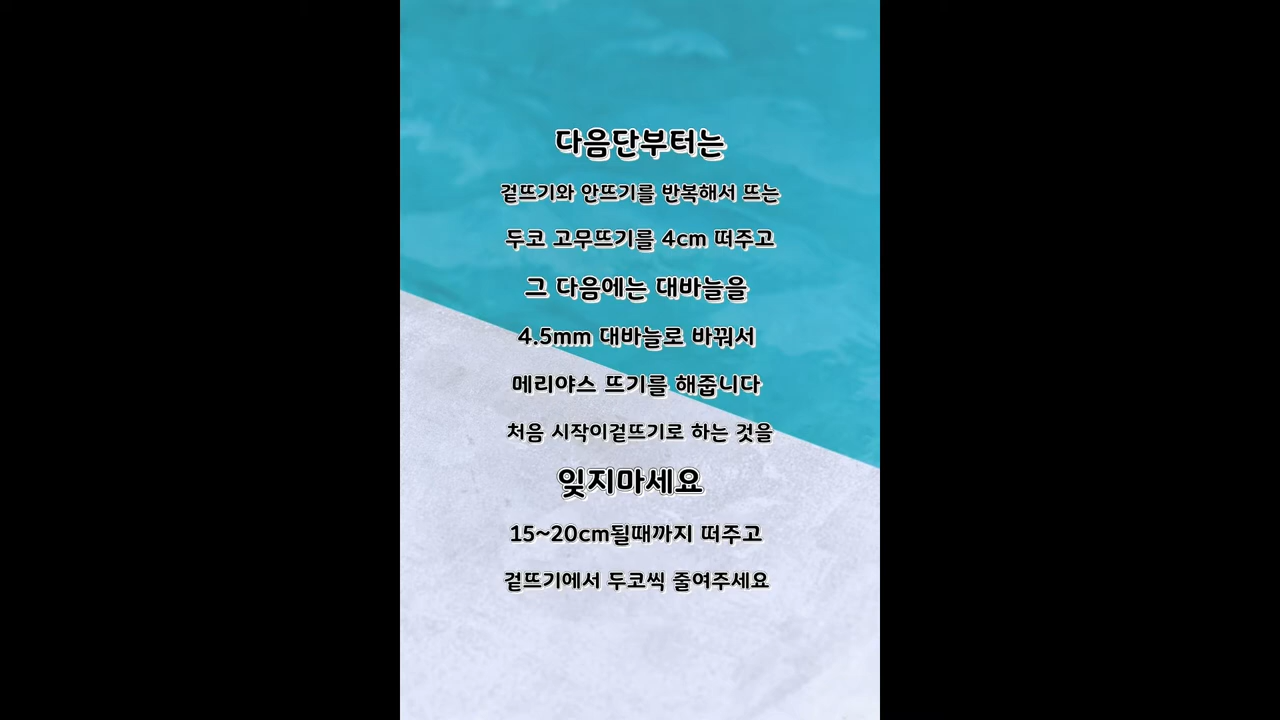 다음단부터는
겉뜨기와 안뜨기를 반복해서 뜨는
두코 고무뜨기를 4cm 떠주고
그 다음에는 대바늘을
4.5mm 대바늘로 바꿔서
메리야스 뜨기를 해줍니다
처음 시작이겉뜨기로 하는 것을
잊지마세요
15~20cm될때까지 떠주고
겉뜨기에서 두코씩 줄여주세요